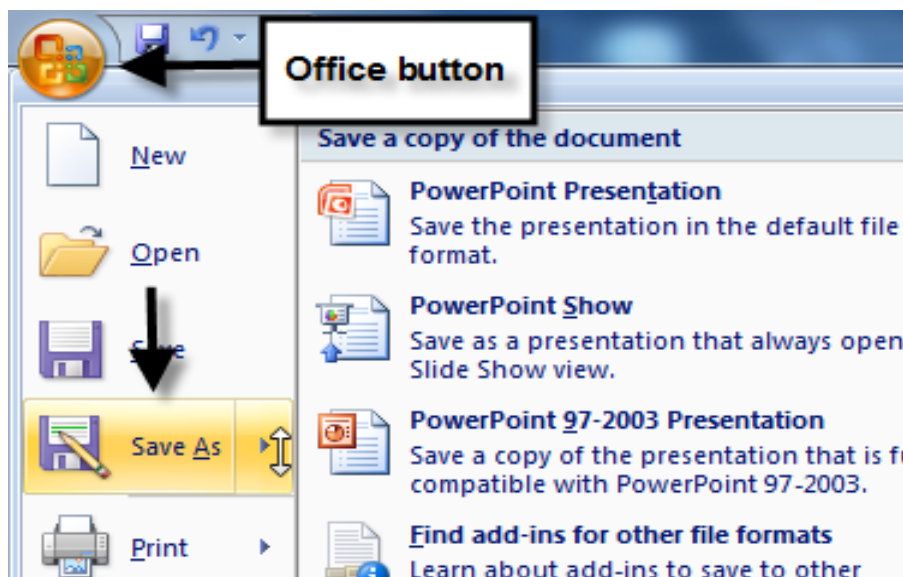 Office button
Save a copy of the document
New
PowerPoint Presentation
Save the presentation in the default file
format.
Open
PowerPoint Show
Save as a presentation that always open
Slide Show view.
Save
PowerPoint 97-2003 Presentation
Save As
Save a copy of the presentation that is fu
compatible with PowerPoint 97-2003.
Print
Find add-ins for other file formats
Learn about add-ins to save to other